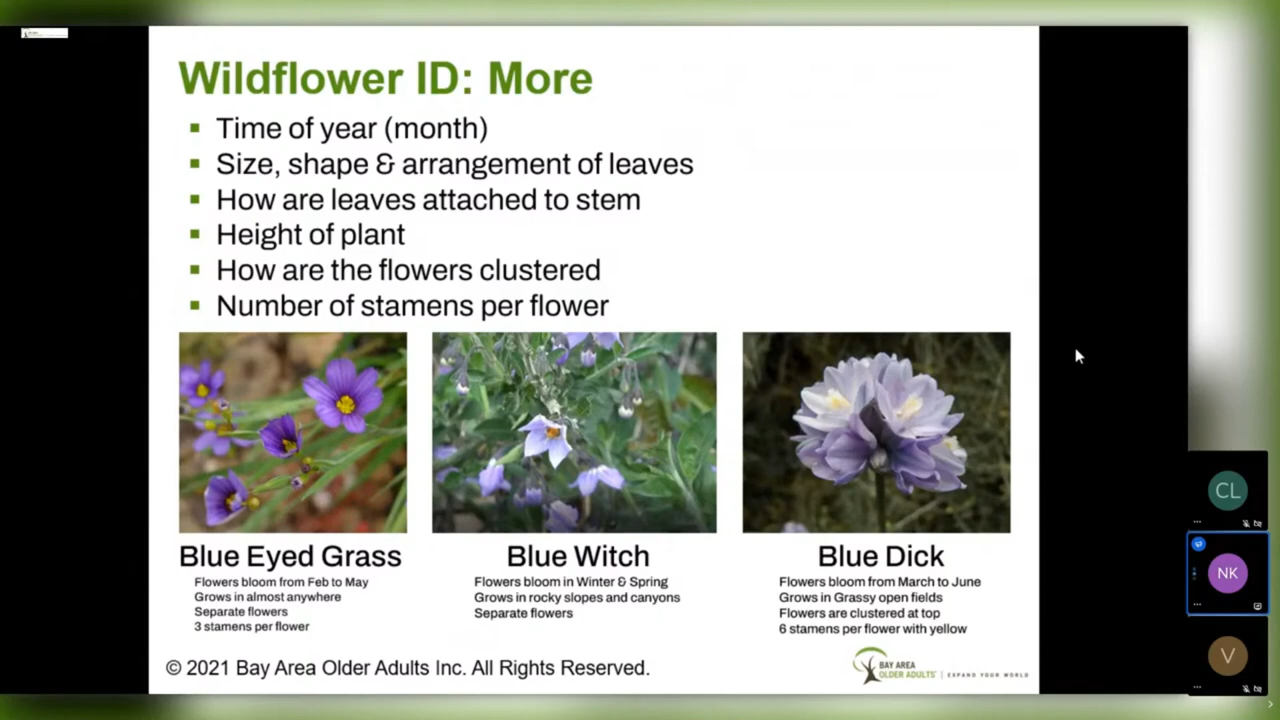 Wildflower ID: More
Time of year (month)
Size, shape & arrangement of leaves
How are leaves attached to stem
Height of plant
How are the flowers clustered
Number of stamens per flower
Blue Eyed Grass
Flowers bloom from Feb to May
Grows in almost anywhere
Separate flowers
3 stamens per flower
Blue Witch
Flowers bloom in Winter & Spring
Grows in rocky slopes and canyons
Separate flowers
Blue Dick
Flowers bloom from March to June
Grows in Grassy open fields
Flowers are clustered at top
6 stamens per flower with yellow
© 2021 Bay Area Older Adults Inc. All Rights Reserved.
BAY AREA
OLDER ADULTS | EXPAND YOUR WORLD
CL
NK
V